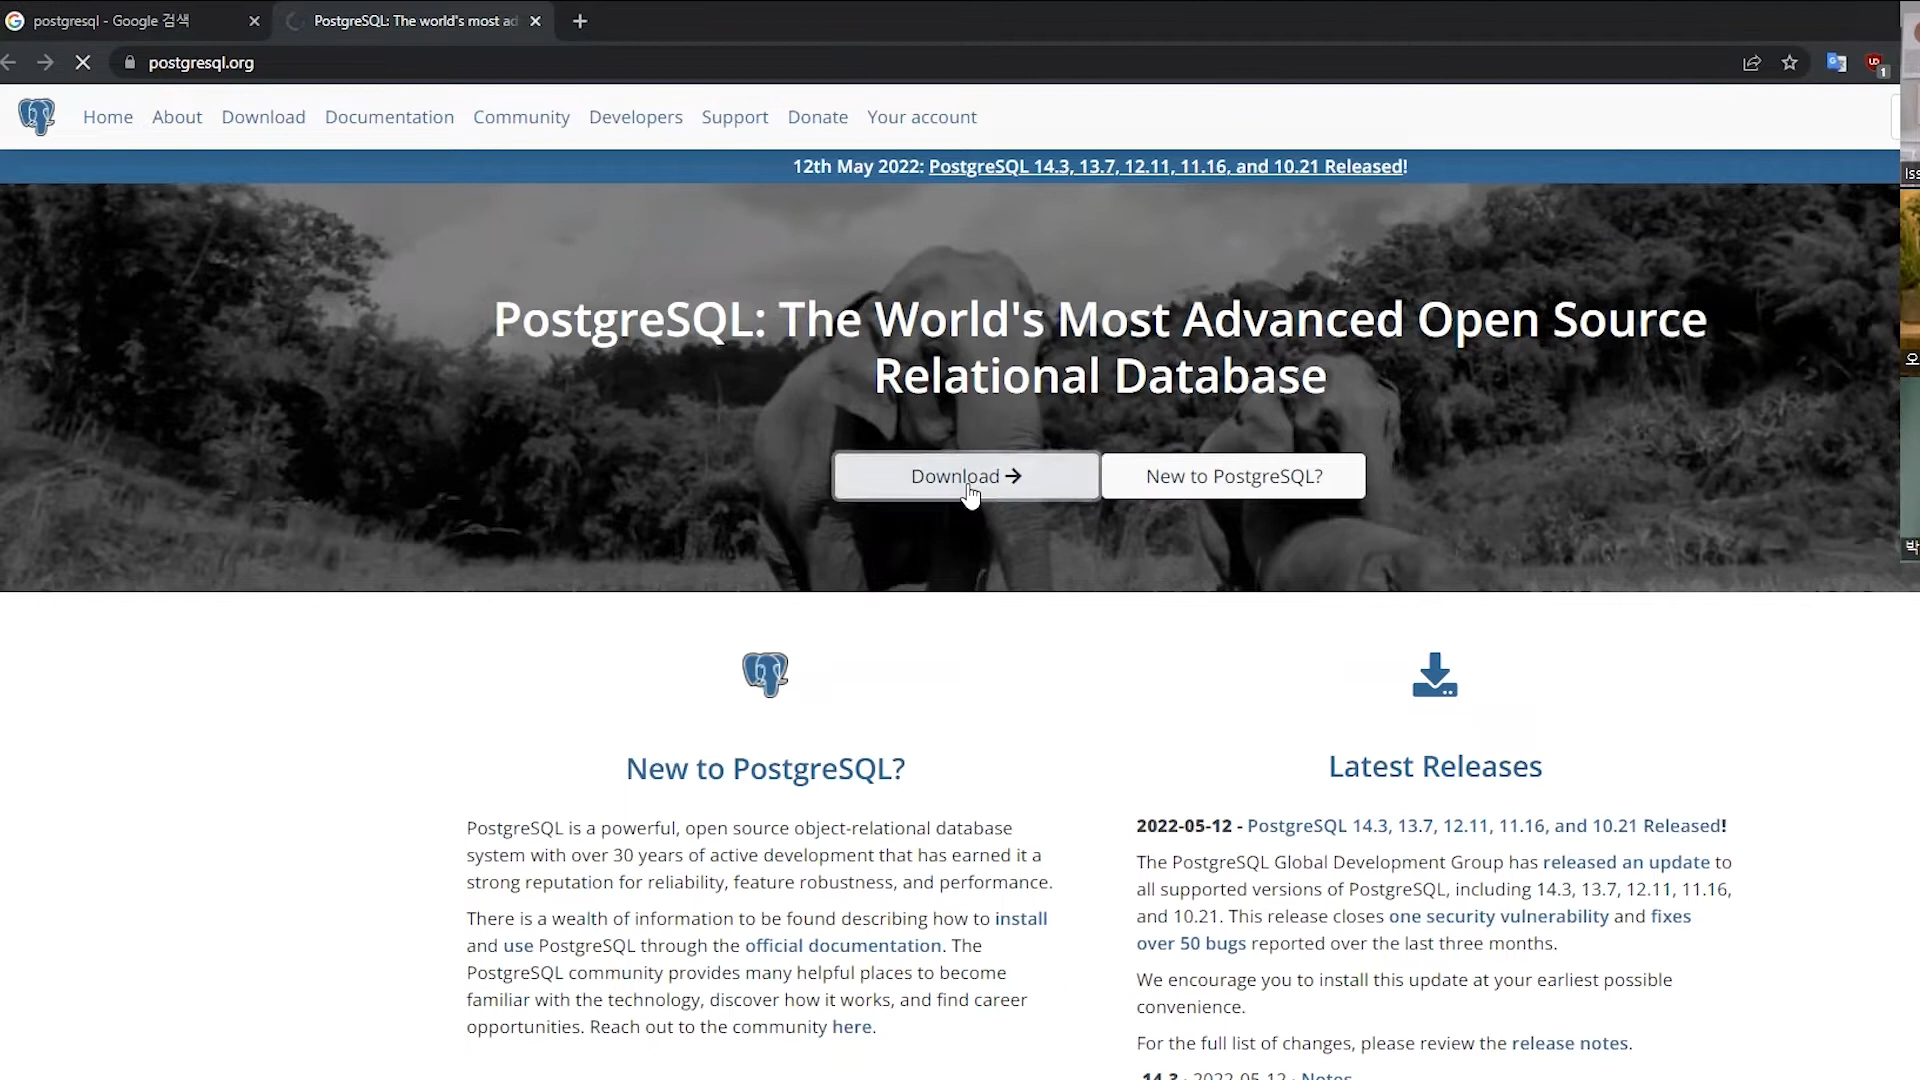 postgresql - Google 검색
PostgreSQL: The world's most ad
postgresql.org
1
Home About Download Documentation Community Developers Support Donate Your account
12th May 2022: PostgreSQL 14.3, 13.7, 12.11, 11.16, and 10.21 Released!
Iss
PostgreSQL: The World's Most Advanced Open Source
Relational Database
오
Download →
New to PostgreSQL?
박
New to PostgreSQL?
PostgreSQL is a powerful, open source object-relational database
system with over 30 years of active development that has earned it a
strong reputation for reliability, feature robustness, and performance.
There is a wealth of information to be found describing how to install
and use PostgreSQL through the official documentation. The
PostgreSQL community provides many helpful places to become
familiar with the technology, discover how it works, and find career
opportunities. Reach out to the community here.
Latest Releases
2022-05-12 - PostgreSQL 14.3, 13.7, 12.11, 11.16, and 10.21 Released!
The PostgreSQL Global Development Group has released an update to
all supported versions of PostgreSQL, including 14.3, 13.7, 12.11, 11.16,
and 10.21. This release closes one security vulnerability and fixes
over 50 bugs reported over the last three months.
We encourage you to install this update at your earliest possible
convenience.
For the full list of changes, please review the release notes.
14.3 · 2022-05-12 · Notes